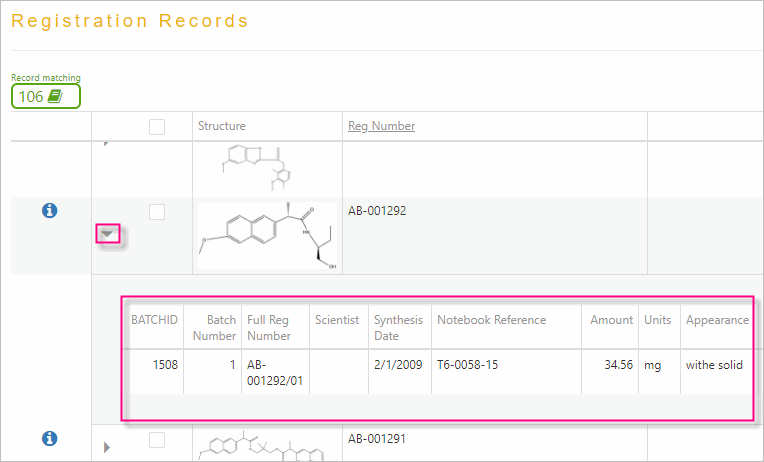 Registration Records
Record matching
106
Structure Reg Number
AB-001292
BATCHID Batch Number Full Reg Number Scientist Synthesis Date Notebook Reference Amount Units Appearance
1508 1 AB-001292/01 2/1/2009 T6-0058-15 34.56 mg withe solid
AB-001291